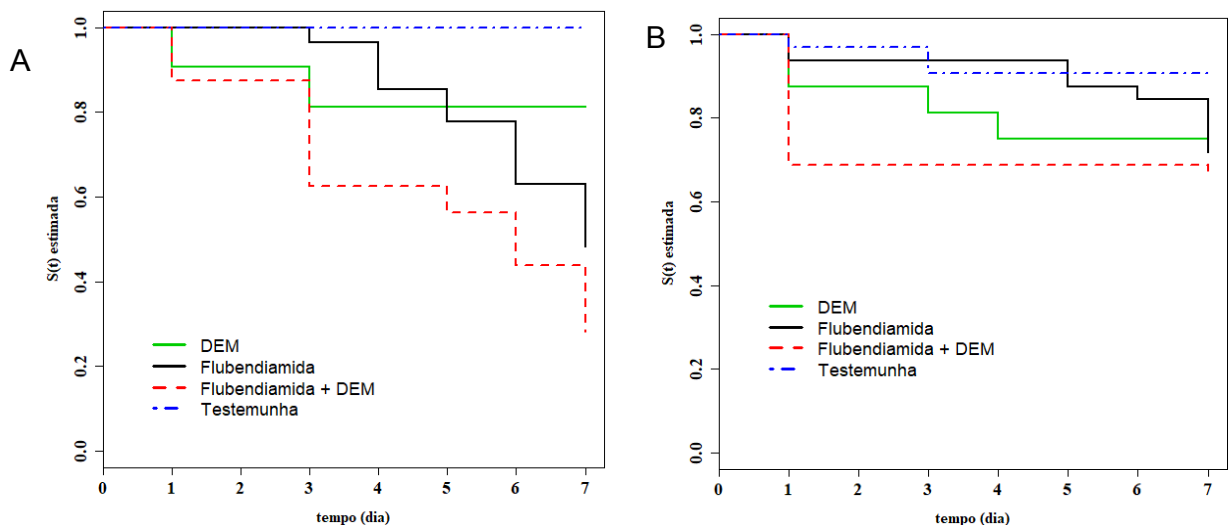 A
S(t) estimada
1.0
0.8
0.6
0.4
0.2
0.0
DEM
Flubendiamida
Flubendiamida + DEM
Testemunha
0 1 2 3 4 5 6 7
tempo (dia)
B
S(t) estimada
1.0
0.8
0.6
0.4
0.2
0.0
DEM
Flubendiamida
Flubendiamida + DEM
Testemunha
0 1 2 3 4 5 6 7
tempo (dia)